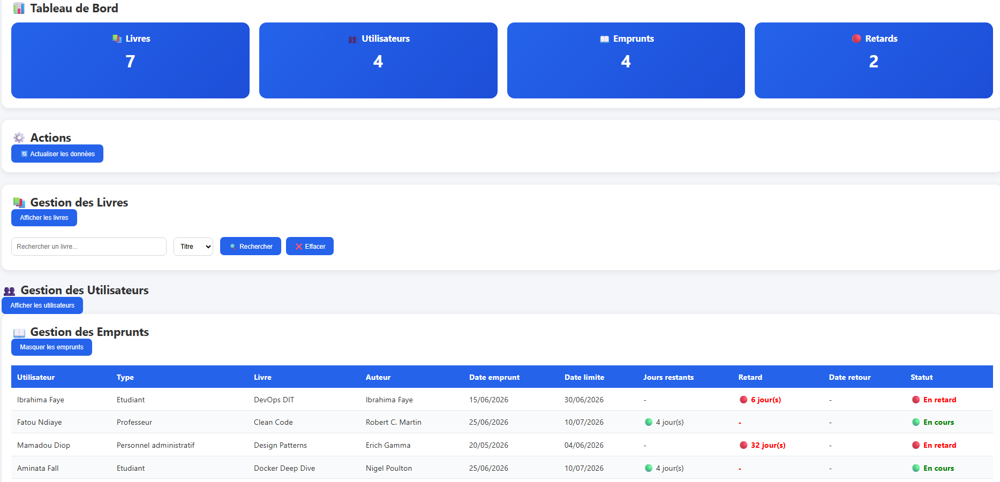 Tableau de Bord
Livres
7
Utilisateurs
4
Emprunts
4
Retards
2
Actions
Actualiser les données
Gestion des Livres
Afficher les livres
Rechercher un livre... Titre Rechercher Effacer
Gestion des Utilisateurs
Afficher les utilisateurs
Gestion des Emprunts
Masquer les emprunts
Utilisateur Type Livre Auteur Date emprunt Date limite Jours restants Retard Date retour Statut
Ibrahima Faye Etudiant DevOps DIT Ibrahima Faye 15/06/2026 30/06/2026 - 6 jour(s) - En retard
Fatou Ndiaye Professeur Clean Code Robert C. Martin 25/06/2026 10/07/2026 4 jour(s) - - En cours
Mamadou Diop Personnel administratif Design Patterns Erich Gamma 20/05/2026 04/06/2026 - 32 jour(s) - En retard
Aminata Fall Etudiant Docker Deep Dive Nigel Poulton 25/06/2026 10/07/2026 4 jour(s) - - En cours